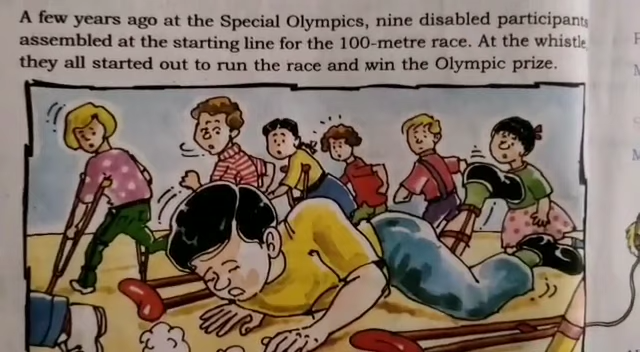 A few years ago at the Special Olympics, nine disabled participants
assembled at the starting line for the 100-metre race. At the whistle
they all started out to run the race and win the Olympic prize.